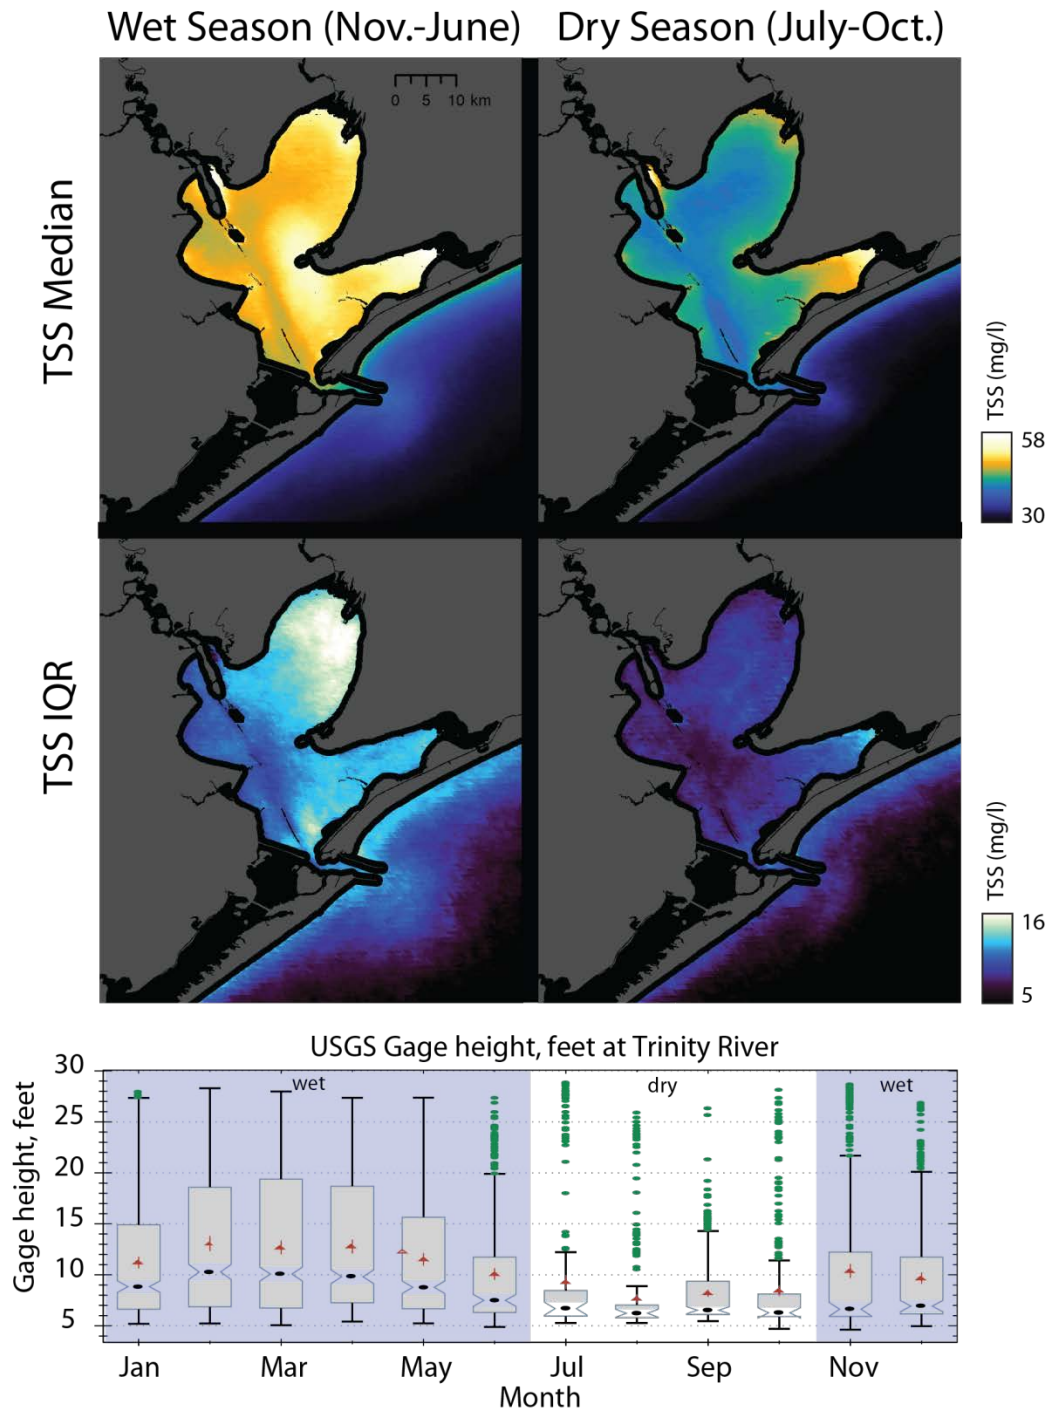 Wet Season (Nov.-June) Dry Season (July-Oct.)
0 5 10 km
TSS Median
TSS (mg/l)
58
30
TSS IQR
TSS (mg/l)
16
5
USGS Gage height, feet at Trinity River
Gage height, feet
30
25
20
15
10
5
wet dry wet
Jan Mar May Jul Sep Nov
Month